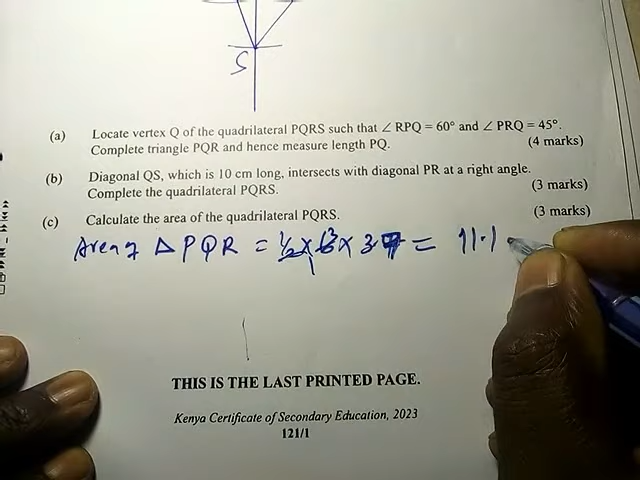 S
(a) Locate vertex Q of the quadrilateral PQRS such that ∠ RPQ = 60° and ∠ PRQ = 45°.
Complete triangle PQR and hence measure length PQ. (4 marks)
(b) Diagonal QS, which is 10 cm long, intersects with diagonal PR at a right angle.
Complete the quadrilateral PQRS. (3 marks)
(c) Calculate the area of the quadrilateral PQRS. (3 marks)
Area of Δ PQR = ½ × 6 3 × 3.7 = 11.1
1
THIS IS THE LAST PRINTED PAGE.
Kenya Certificate of Secondary Education, 2023
121/1